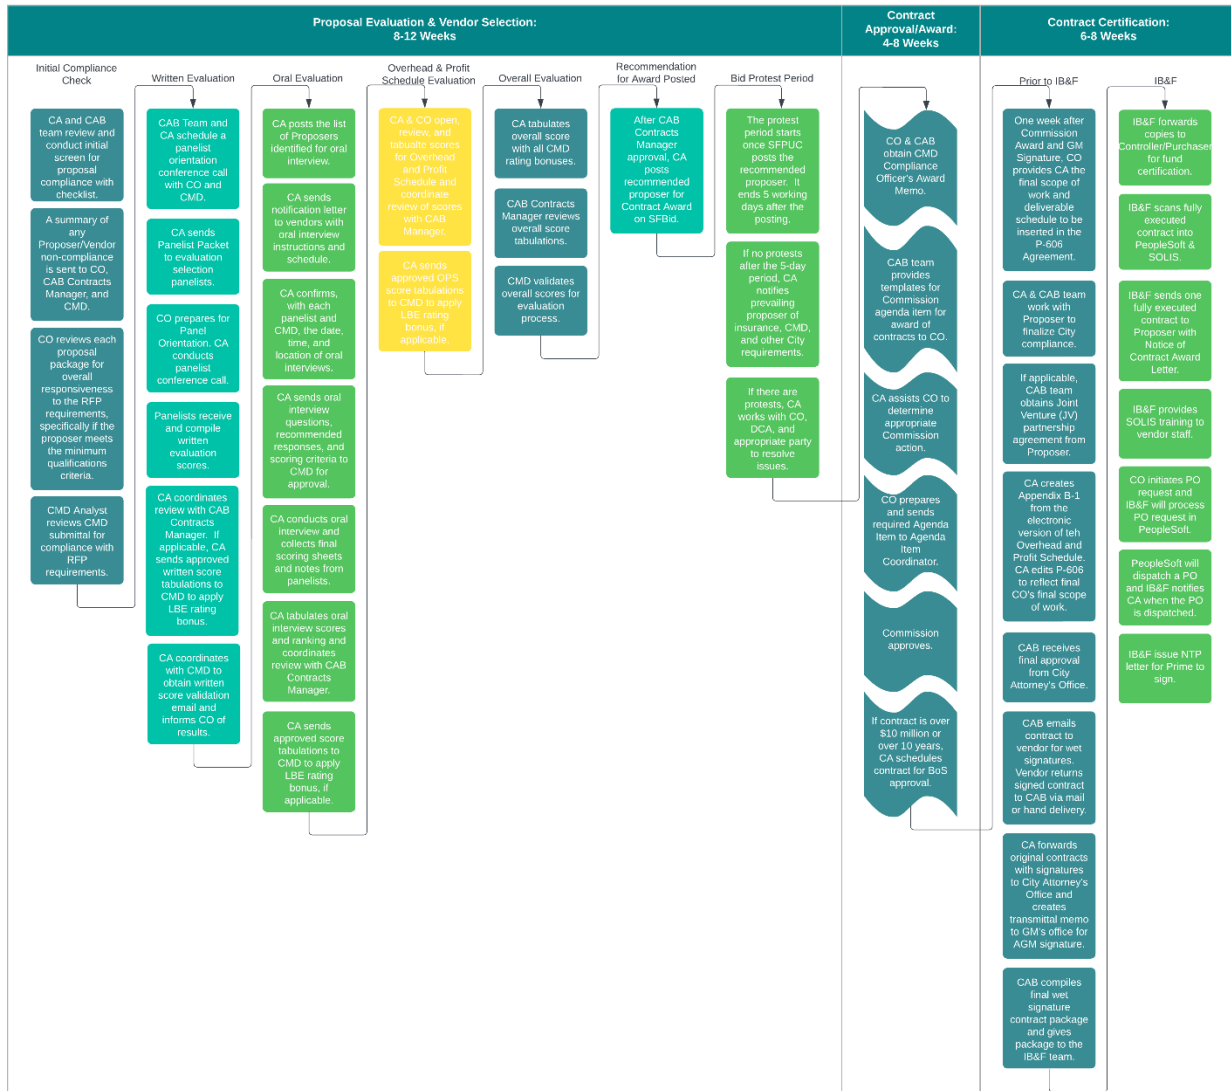 Proposal Evaluation & Vendor Selection:
8-12 Weeks
Contract
Approval/Award:
4-8 Weeks
Contract Certification:
6-8 Weeks
Initial Compliance
Check
CA and CAB
team review and
conduct initial
screen for
proposal
compliance with
checklist.
A summary of
any
Proposer/Vendor
non-compliance
is sent to CO,
CAB Contracts
Manager, and
CMD.
CO reviews each
proposal
package for
overall
responsiveness
to the RFP
requirements,
specifically if the
proposer meets
the minimum
qualifications
criteria.
CMD Analyst
reviews CMD
submittal for
compliance with
RFP
requirements.
Written Evaluation
CAB Team and
CA schedule a
panelist
orientation
conference call
with CO and
CMD.
CA sends
Panelist Packet
to evaluation
selection
panelists.
CO prepares for
Panel
Orientation. CA
conducts
panelist
conference call.
Panelists receive
and compile
written
evaluation
scores.
CA coordinates
review with CAB
Contracts
Manager. If
applicable, CA
sends approved
written score
tabulations to
CMD to apply
LBE rating
bonus.
CA coordinates
with CMD to
obtain written
score validation
email and
informs CO of
results.
Oral Evaluation
CA posts the list
of Proposers
identified for oral
interview.
CA sends
notification letter
to vendors with
oral interview
instructions and
schedule.
CA confirms,
with each
panelist and
CMD, the date,
time, and
location of oral
interviews.
CA sends oral
interview
questions,
recommended
responses, and
scoring criteria to
CMD for
approval.
CA conducts oral
interview and
collects final
scoring sheets
and notes from
panelists.
CA tabulates oral
interview scores
and ranking and
coordinates
review with CAB
Contracts
Manager.
CA sends
approved score
tabulations to
CMD to apply
LBE rating
bonus, if
applicable.
Overhead & Profit
Schedule Evaluation
CA & CO open,
review, and
tabualte scores
for Overhead
and Profit
Schedule and
coordinate
review of scores
with CAB
Manager.
CA sends
approved OPS
score tabulations
to CMD to apply
LBE rating
bonus, if
applicable.
Overall Evaluation
CA tabulates
overall score
with all CMD
rating bonuses.
CAB Contracts
Manager reviews
overall score
tabulations.
CMD validates
overall scores for
evaluation
process.
Recommendation
for Award Posted
After CAB
Contracts
Manager
approval, CA
posts
recommended
proposer for
Contract Award
on SFBid.
Bid Protest Period
The protest
period starts
once SFPUC
posts the
recommended
proposer. It
ends 5 working
days after the
posting.
If no protests
after the 5-day
period, CA
notifies
prevailing
proposer of
insurance, CMD,
and other City
requirements.
If there are
protests, CA
works with CO,
DCA, and
appropriate party
to resolve
issues.
CO & CAB
obtain CMD
Compliance
Officer's Award
Memo.
CAB team
provides
templates for
Commission
agenda item for
award of
contracts to CO.
CA assists CO to
determine
appropriate
Commission
action.
CO prepares
and sends
required Agenda
Item to Agenda
Item
Coordinator.
Commission
approves.
If contract is over
$10 million or
over 10 years,
CA schedules
contract for BoS
approval.
Prior to IB&F
One week after
Commission
Award and GM
Signature, CO
provides CA the
final scope of
work and
deliverable
schedule to be
inserted in the
P-606
Agreement.
CA & CAB team
work with
Proposer to
finalize City
compliance.
If applicable,
CAB team
obtains Joint
Venture (JV)
partnership
agreement from
Proposer.
CA creates
Appendix B-1
from the
electronic
version of teh
Overhead and
Profit Schedule.
CA edits P-606
to reflect final
CO's final scope
of work.
CAB receives
final approval
from City
Attorney's Office.
CAB emails
contract to
vendor for wet
signatures.
Vendor returns
signed contract
to CAB via mail
or hand delivery.
CA forwards
original contracts
with signatures
to City Attorney's
Office and
creates
transmittal memo
to GM's office for
AGM signature.
CAB compiles
final wet
signature
contract package
and gives
package to the
IB&F team.
IB&F
IB&F forwards
copies to
Controller/Purchaser
for fund
certification.
IB&F scans fully
executed
contract into
PeopleSoft &
SOLIS.
IB&F sends one
fully executed
contract to
Proposer with
Notice of
Contract Award
Letter.
IB&F provides
SOLIS training to
vendor staff.
CO initiates PO
request and
IB&F will process
PO request in
PeopleSoft.
PeopleSoft will
dispatch a PO
and IB&F notifies
CA when the PO
is dispatched.
IB&F issue NTP
letter for Prime to
sign.